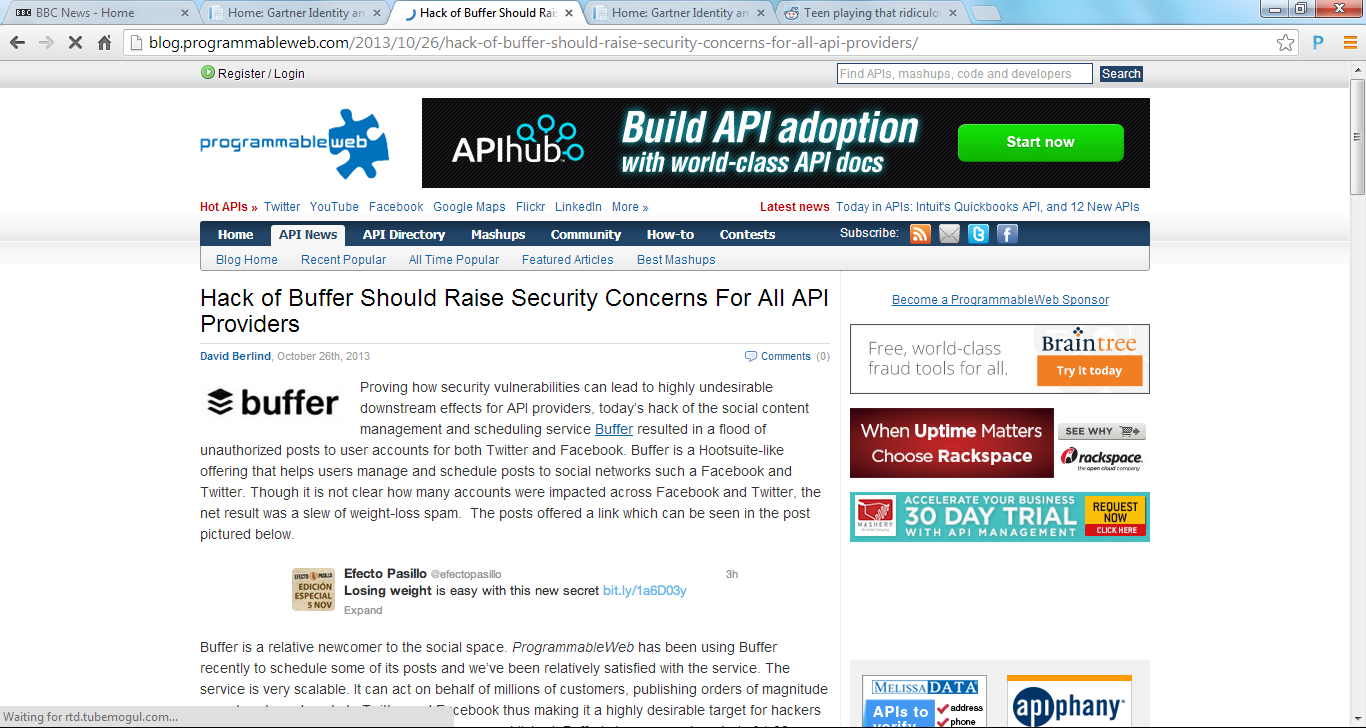 BBC BBC News - Home
Home: Gartner Identity an
Hack of Buffer Should Rai
Home: Gartner Identity an
Teen playing that ridiculo
blog.programmableweb.com/2013/10/26/hack-of-buffer-should-raise-security-concerns-for-all-api-providers/
Register / Login
Find APIs, mashups, code and developers Search
programmableweb
APIhub
Build API adoption
with world-class API docs
Start now
Hot APIs » Twitter YouTube Facebook Google Maps Flickr LinkedIn More »
Latest news Today in APIs: Intuit's Quickbooks API, and 12 New APIs
Home API News API Directory Mashups Community How-to Contests Subscribe:
Blog Home Recent Popular All Time Popular Featured Articles Best Mashups
Hack of Buffer Should Raise Security Concerns For All API
Providers
David Berlind, October 26th, 2013 Comments (0)
buffer
Proving how security vulnerabilities can lead to highly undesirable
downstream effects for API providers, today's hack of the social content
management and scheduling service Buffer resulted in a flood of
unauthorized posts to user accounts for both Twitter and Facebook. Buffer is a Hootsuite-like
offering that helps users manage and schedule posts to social networks such a Facebook and
Twitter. Though it is not clear how many accounts were impacted across Facebook and Twitter, the
net result was a slew of weight-loss spam.  The posts offered a link which can be seen in the post
pictured below.
EFECTO PASILLO
EDICIÓN
ESPECIAL
5 NOV
Efecto Pasillo @efectopasillo 3h
Losing weight is easy with this new secret bit.ly/1a6D03y
Expand
Buffer is a relative newcomer to the social space. ProgrammableWeb has been using Buffer
recently to schedule some of its posts and we've been relatively satisfied with the service. The
service is very scalable. It can act on behalf of millions of customers, publishing orders of magnitude
Facebook thus making it a highly desirable target for hackers
Become a ProgrammableWeb Sponsor
Free, world-class
fraud tools for all.
Braintree
Try it today
When Uptime Matters
Choose Rackspace
SEE WHY
rackspace.
the open cloud company
MASHERY
ACCELERATE YOUR BUSINESS
30 DAY TRIAL
WITH API MANAGEMENT
REQUEST
NOW
CLICK HERE
MELISSA DATA
APIs to
verify
address
phone
apiphany
Waiting for rtd.tubemogul.com...